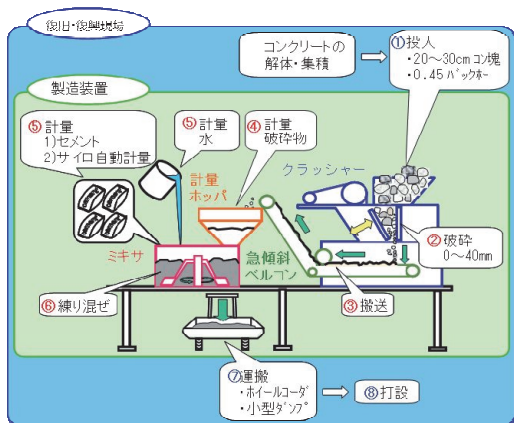 復旧・復興現場
コンクリートの
解体・集積
①投入
・20～30cmコン塊
・0.45バックホー
製造装置
⑤計量
1)セメント
2)サイロ自動計量
⑤計量
水
④計量
破砕物
計量
ホッパ
クラッシャー
ミキサ
急傾斜
ベルコン
②破砕
0～40mm
③搬送
⑥練り混ぜ
⑦運搬
・ホイールローダ
・小型ダンプ
⑧打設